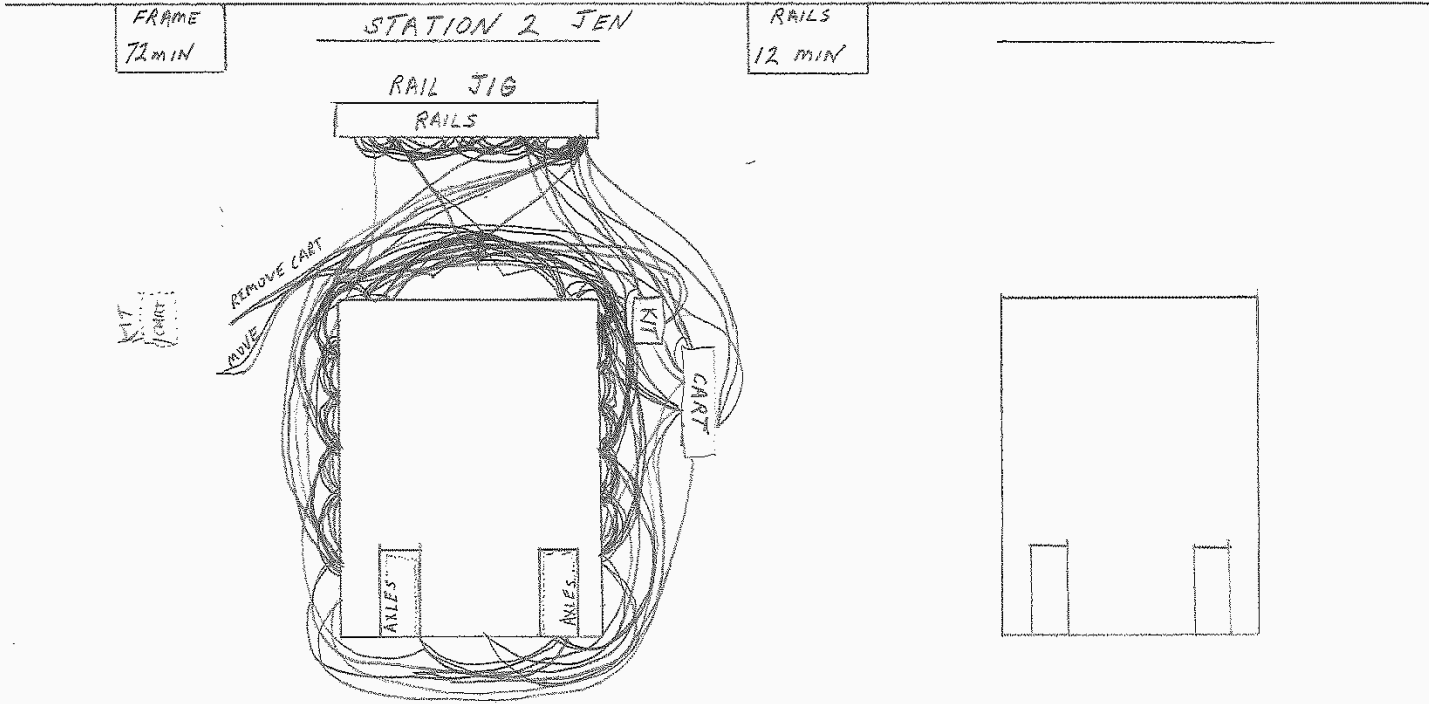 FRAME
72 MIN
STATION 2 JEN
RAILS
12 MIN
RAIL JIG
RAILS
REMOVE CART
MOVE
KIT
CART
KIT
CART
AXLES
AXLES